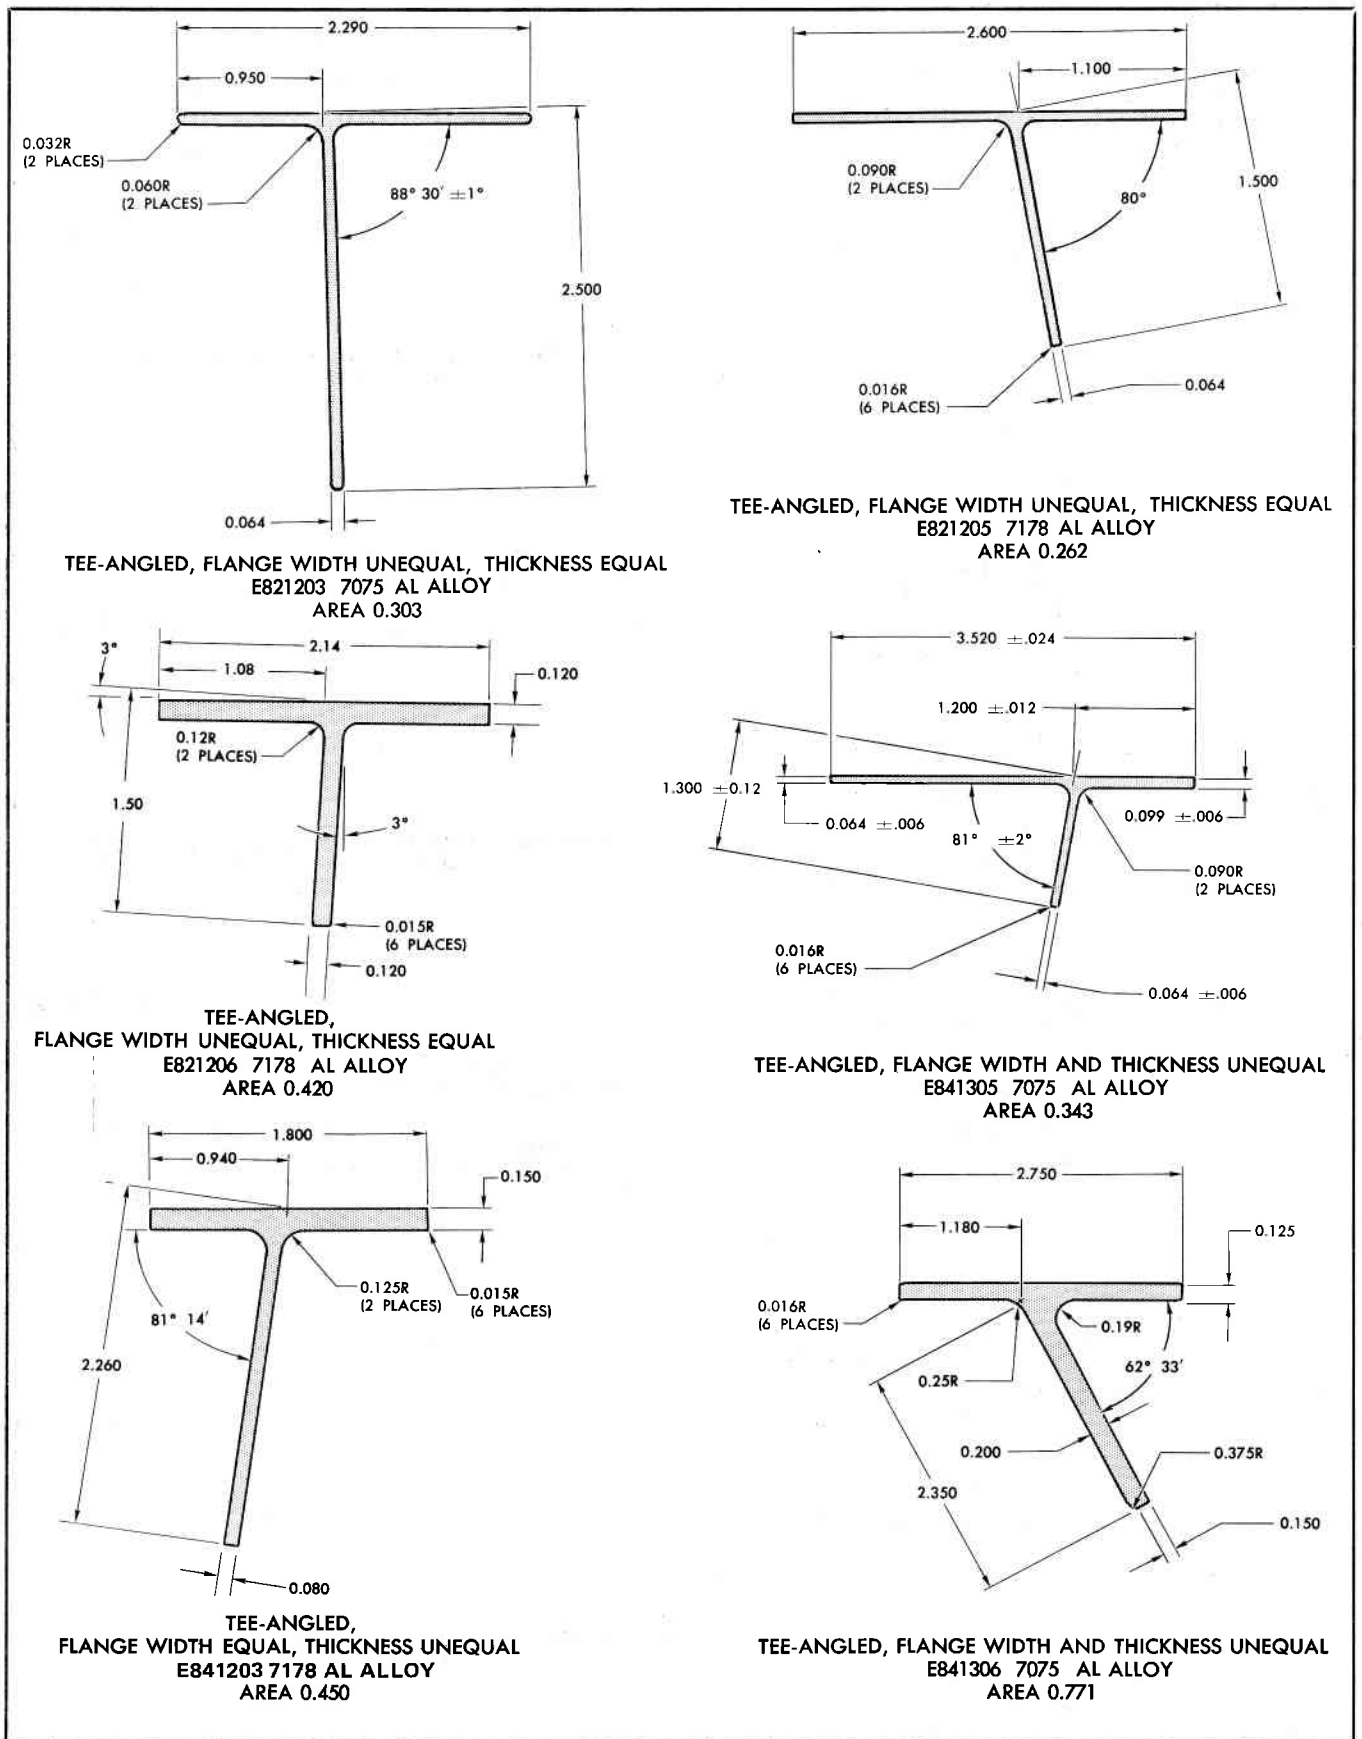 2.290
0.950
0.032R
(2 PLACES)
0.060R
(2 PLACES)
88° 30′ ±1°
2.500
0.064
TEE-ANGLED, FLANGE WIDTH UNEQUAL, THICKNESS EQUAL
E821203 7075 AL ALLOY
AREA 0.303
2.600
1.100
0.090R
(2 PLACES)
80°
1.500
0.016R
(6 PLACES)
0.064
TEE-ANGLED, FLANGE WIDTH UNEQUAL, THICKNESS EQUAL
E821205 7178 AL ALLOY
AREA 0.262
3°
2.14
1.08
0.120
0.12R
(2 PLACES)
1.50
3°
0.015R
(6 PLACES)
0.120
TEE-ANGLED,
FLANGE WIDTH UNEQUAL, THICKNESS EQUAL
E821206 7178 AL ALLOY
AREA 0.420
3.520 ±.024
1.200 ±.012
1.300 ±0.12
0.064 ±.006
81° ±2°
0.099 ±.006
0.090R
(2 PLACES)
0.016R
(6 PLACES)
0.064 ±.006
TEE-ANGLED, FLANGE WIDTH AND THICKNESS UNEQUAL
E841305 7075 AL ALLOY
AREA 0.343
1.800
0.940
0.150
0.125R
(2 PLACES)
0.015R
(6 PLACES)
81° 14′
2.260
0.080
TEE-ANGLED,
FLANGE WIDTH EQUAL, THICKNESS UNEQUAL
E841203 7178 AL ALLOY
AREA 0.450
2.750
1.180
0.125
0.016R
(6 PLACES)
0.19R
0.25R
62° 33′
0.200
0.375R
2.350
0.150
TEE-ANGLED, FLANGE WIDTH AND THICKNESS UNEQUAL
E841306 7075 AL ALLOY
AREA 0.771